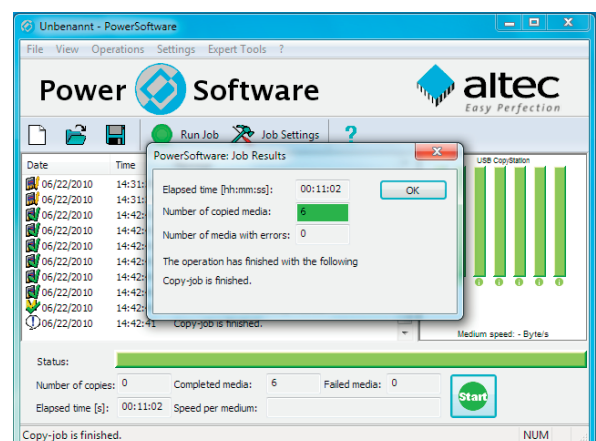 Unbenannt - PowerSoftware
File View Operations Settings Expert Tools ?
Power Software
altec
Easy Perfection
Run Job Job Settings ?
Date Time
USB CopyStation
PowerSoftware: Job Results
Elapsed time [hh:mm:ss]: 00:11:02 OK
Number of copied media: 6
Number of media with errors: 0
The operation has finished with the following
Copy-job is finished.
06/22/2010 14:31:
06/22/2010 14:31:
06/22/2010 14:42:
06/22/2010 14:42:
06/22/2010 14:42:
06/22/2010 14:42:
06/22/2010 14:42:
06/22/2010 14:42:
06/22/2010 14:42:
06/22/2010 14:42:41 Copy-job is finished.
Medium speed: - Byte/s
Status:
Number of copies: 0 Completed media: 6 Failed media: 0
Start
Elapsed time [s]: 00:11:02 Speed per medium:
Copy-job is finished. NUM